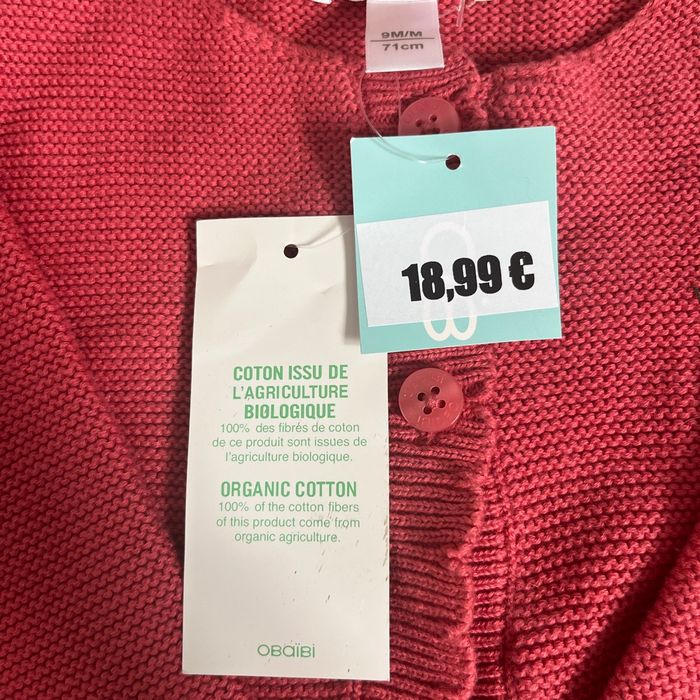 9M/M
71cm
18,99 €
COTON ISSU DE
L'AGRICULTURE
BIOLOGIQUE
100% des fibres de coton
de ce produit sont issues de
l'agriculture biologique.
ORGANIC COTTON
100% of the cotton fibers
of this product come from
organic agriculture.
OBaïBi